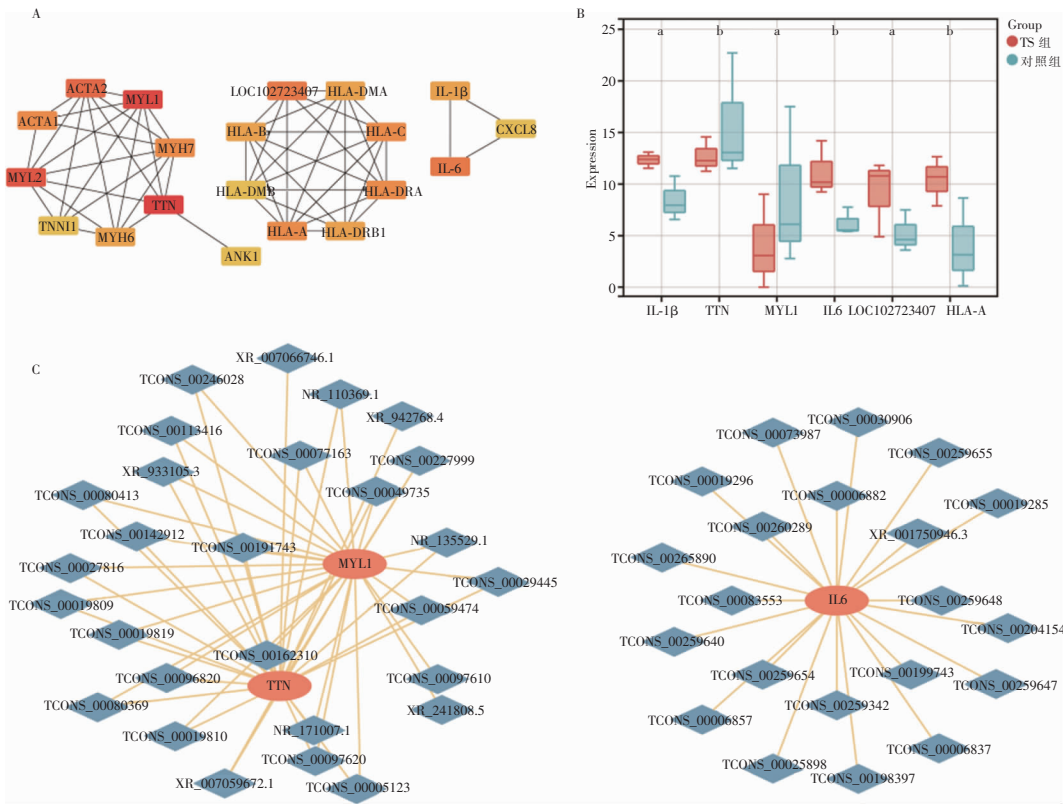 A
ACTA2
MYL1
ACTA1
MYH7
MYL2
TTN
TNNI1
MYH6
ANK1
LOC102723407
HLA-DMA
HLA-B
HLA-C
HLA-DMB
HLA-DRA
HLA-A
HLA-DRB1
IL-1β
CXCL8
IL-6
B
Group
TS 组
对照组
a b a b a b
Expression
25
20
15
10
5
0
IL-1β TTN MYL1 IL6 LOC102723407 HLA-A
C
XR_007066746.1
TCONS_00246028
NR_110369.1
XR_942768.4
TCONS_00113416
TCONS_00077163
TCONS_00227999
XR_933105.3
TCONS_00080413
TCONS_00049735
TCONS_00142912
TCONS_00191743
NR_135529.1
MYL1
TCONS_00027816
TCONS_00029445
TCONS_00019809
TCONS_00059474
TCONS_00019819
TCONS_00162310
TCONS_00096820
TTN
TCONS_00097610
TCONS_00080369
XR_241808.5
TCONS_00019810
NR_171007.1
TCONS_00097620
XR_007059672.1
TCONS_00005123
TCONS_00030906
TCONS_00073987
TCONS_00259655
TCONS_00019296
TCONS_00006882
TCONS_00019285
TCONS_00260289
XR_001750946.3
TCONS_00265890
TCONS_00083553
IL6
TCONS_00259648
TCONS_00204154
TCONS_00259640
TCONS_00259654
TCONS_00199743
TCONS_00259647
TCONS_00259342
TCONS_00006857
TCONS_00006837
TCONS_00025898
TCONS_00198397